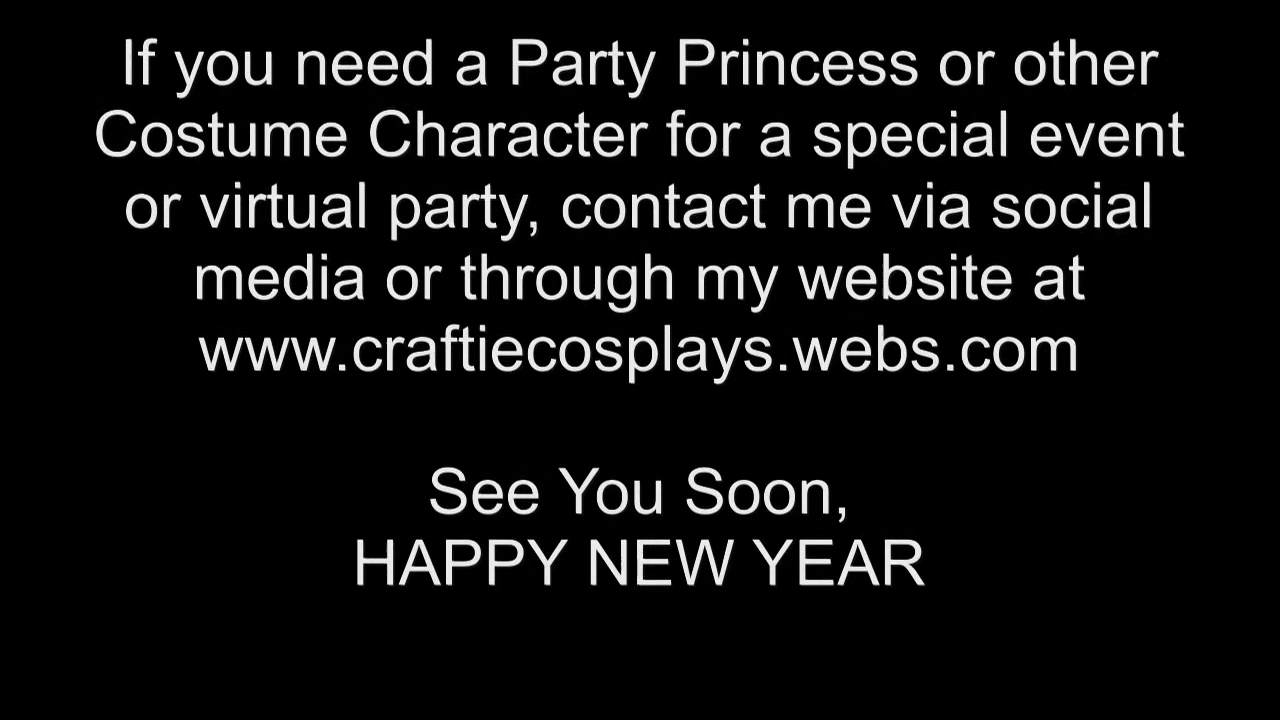 If you need a Party Princess or other
Costume Character for a special event
or virtual party, contact me via social
media or through my website at
www.craftiecosplays.webs.com
See You Soon,
HAPPY NEW YEAR